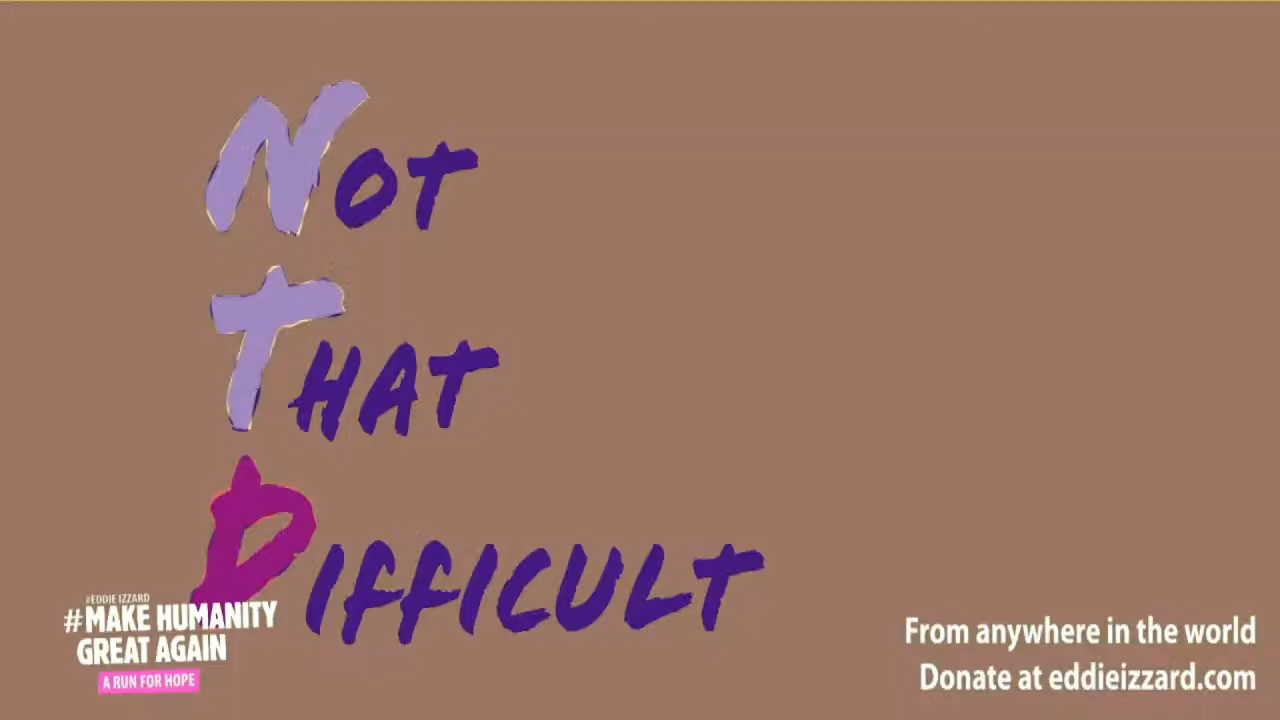 Not
That
Difficult
#EDDIE IZZARD
#MAKE HUMANITY
GREAT AGAIN
A RUN FOR HOPE
From anywhere in the world
Donate at eddieizzard.com